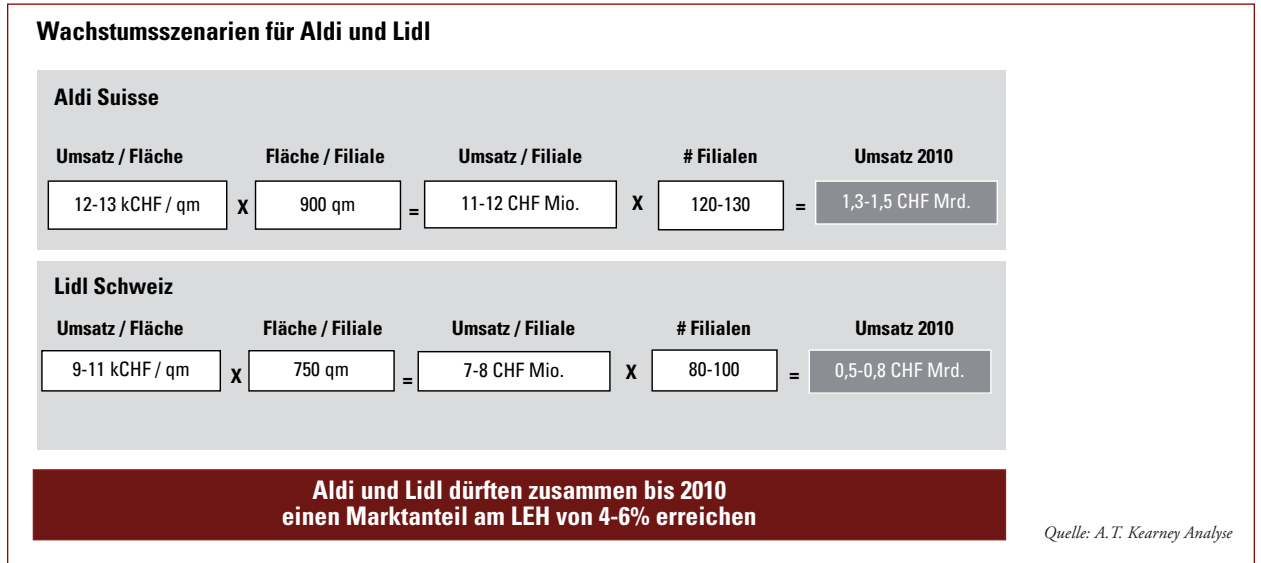 Wachstumsszenarien für Aldi und Lidl
Aldi Suisse
Umsatz / Fläche Fläche / Filiale Umsatz / Filiale # Filialen Umsatz 2010
12-13 kCHF / qm X 900 qm = 11-12 CHF Mio. X 120-130 = 1,3-1,5 CHF Mrd.
Lidl Schweiz
Umsatz / Fläche Fläche / Filiale Umsatz / Filiale # Filialen Umsatz 2010
9-11 kCHF / qm X 750 qm = 7-8 CHF Mio. X 80-100 = 0,5-0,8 CHF Mrd.
Aldi und Lidl dürften zusammen bis 2010
einen Marktanteil am LEH von 4-6% erreichen
Quelle: A.T. Kearney Analyse